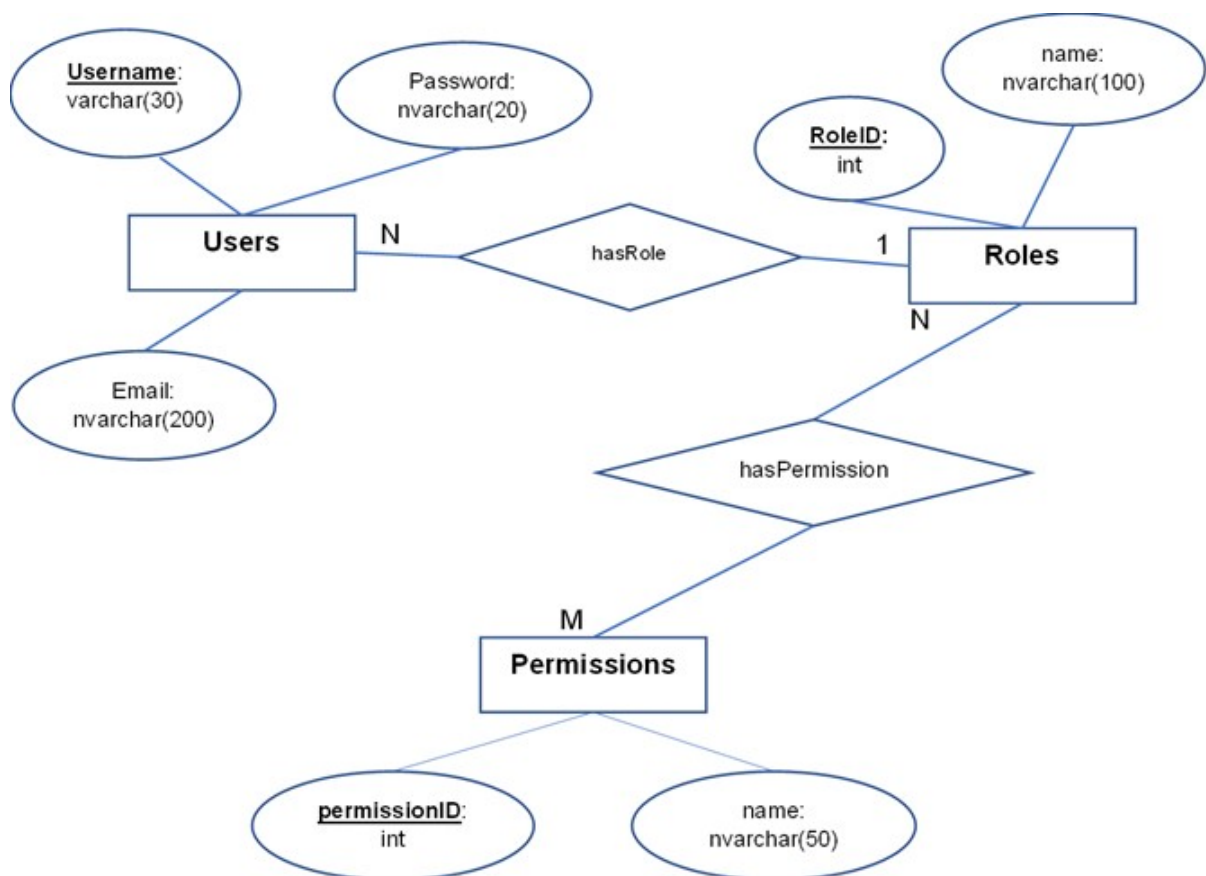 Username:
varchar(30)
Password:
nvarchar(20)
name:
nvarchar(100)
RoleID:
int
Users
N
hasRole
1
Roles
N
Email:
nvarchar(200)
hasPermission
M
Permissions
permissionID:
int
name:
nvarchar(50)